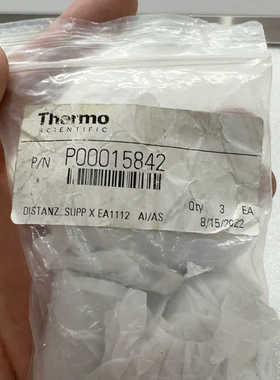 Thermo
SCIENTIFIC
P/N P00015842
DISTANZ. SUPP X EA1112 AI/AS
Qty 3 EA
8/15/2022